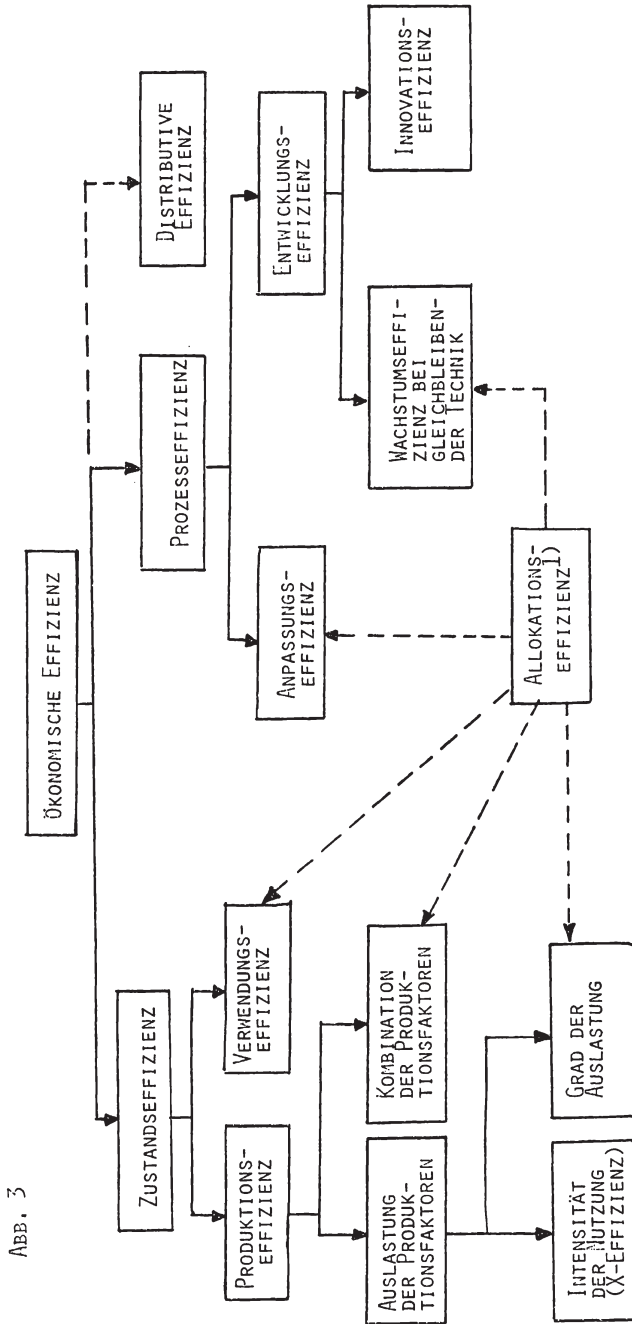 ABB. 3
ÖKONOMISCHE EFFIZIENZ
ZUSTANDSEFFIZIENZ
PROZESSEFFIZIENZ
DISTRIBUTIVE
EFFIZIENZ
PRODUKTIONS-
EFFIZIENZ
VERWENDUNGS-
EFFIZIENZ
ANPASSUNGS-
EFFIZIENZ
ENTWICKLUNGS-
EFFIZIENZ
AUSLASTUNG
DER PRODUK-
TIONSFAKTOREN
KOMBINATION
DER PRODUK-
TIONSFAKTOREN
WACHSTUMSEFFI-
ZIENZ BEI
GLEICHBLEIBEN-
DER TECHNIK
INNOVATIONS-
EFFIZIENZ
ALLOKATIONS-
EFFIZIENZ1)
INTENSITÄT
DER NUTZUNG
(X-EFFIZIENZ)
GRAD DER
AUSLASTUNG